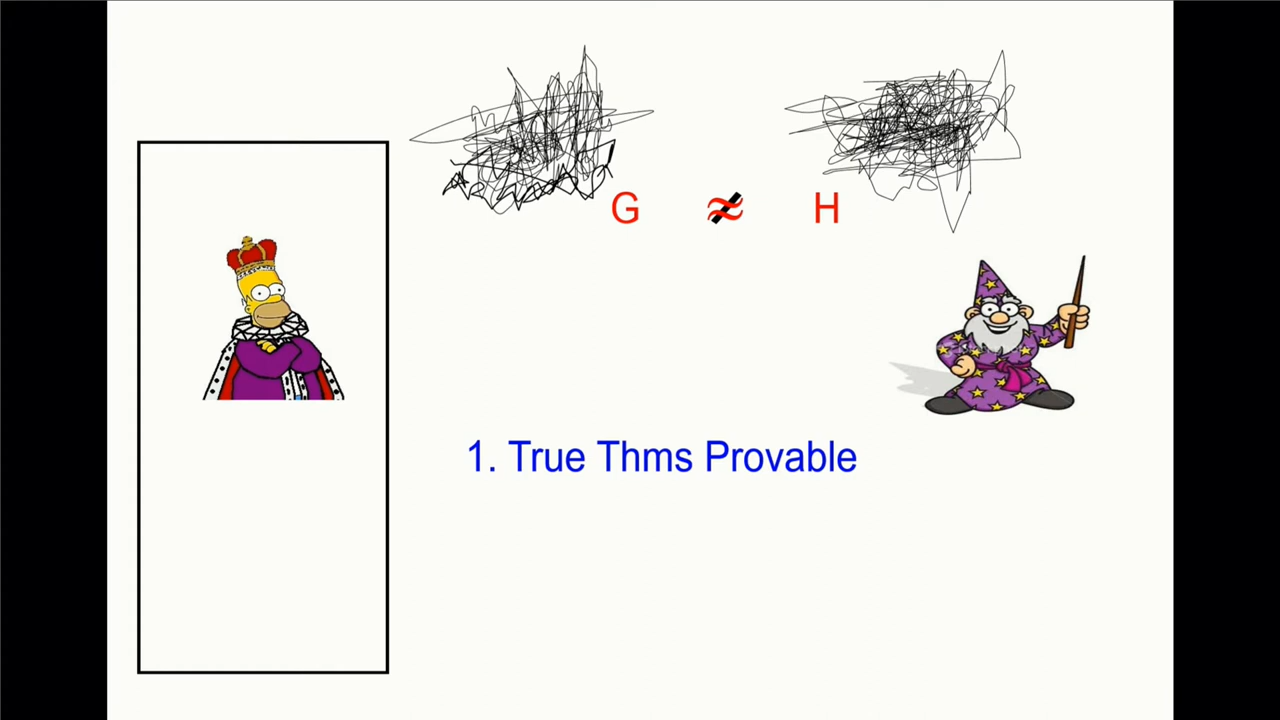 G ≉ H
1. True Thms Provable